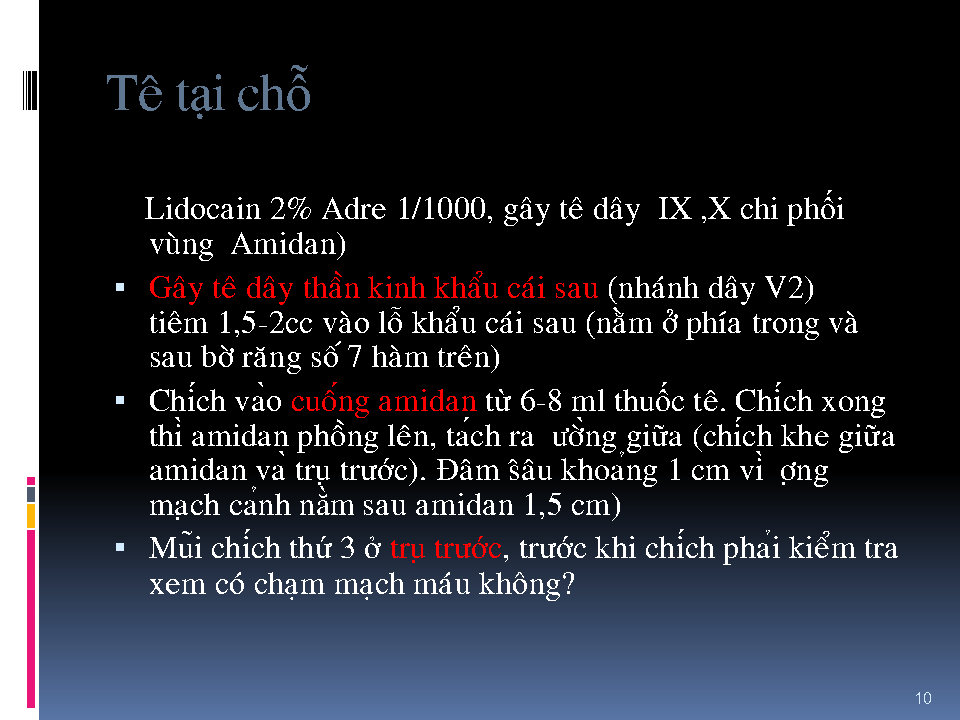 Tê tại chỗ
Lidocain 2% Adre 1/1000, gây tê dây IX ,X chi phối
vùng Amidan)
▪ Gây tê dây thần kinh khẩu cái sau (nhánh dây V2)
tiêm 1,5-2cc vào lỗ khẩu cái sau (nằm ở phía trong và
sau bờ răng số 7 hàm trên)
▪ Chích vào cuống amidan từ 6-8 ml thuốc tê. Chích xong
thì amidan phồng lên, tách ra ường giữa (chích khe giữa
amidan và trụ trước). Đâm sâu khoảng 1 cm vì ợng
mạch cảnh nằm sau amidan 1,5 cm)
▪ Mũi chích thứ 3 ở trụ trước, trước khi chích phải kiểm tra
xem có chạm mạch máu không?
10